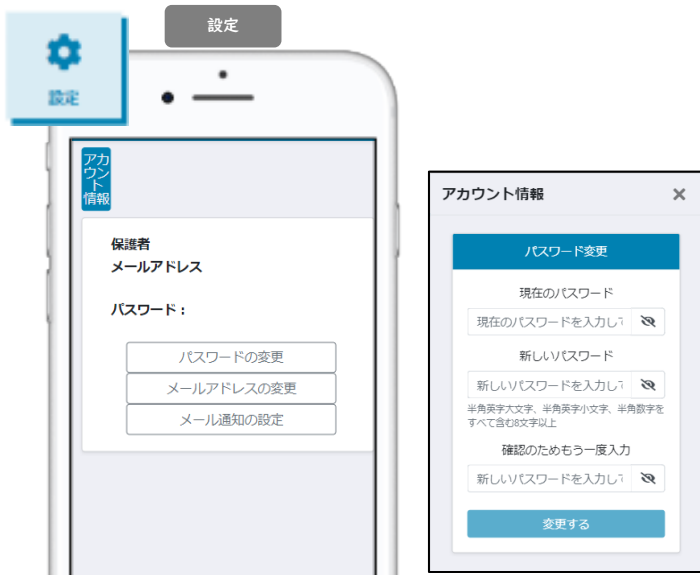 設定
設定
アカ
ウン
ト
情報
保護者
メールアドレス
パスワード：
パスワードの変更
メールアドレスの変更
メール通知の設定
アカウント情報
パスワード変更
現在のパスワード
現在のパスワードを入力して
新しいパスワード
新しいパスワードを入力して
半角英字大文字、半角英字小文字、半角数字を
すべて含む8文字以上
確認のためもう一度入力
新しいパスワードを入力して
変更する